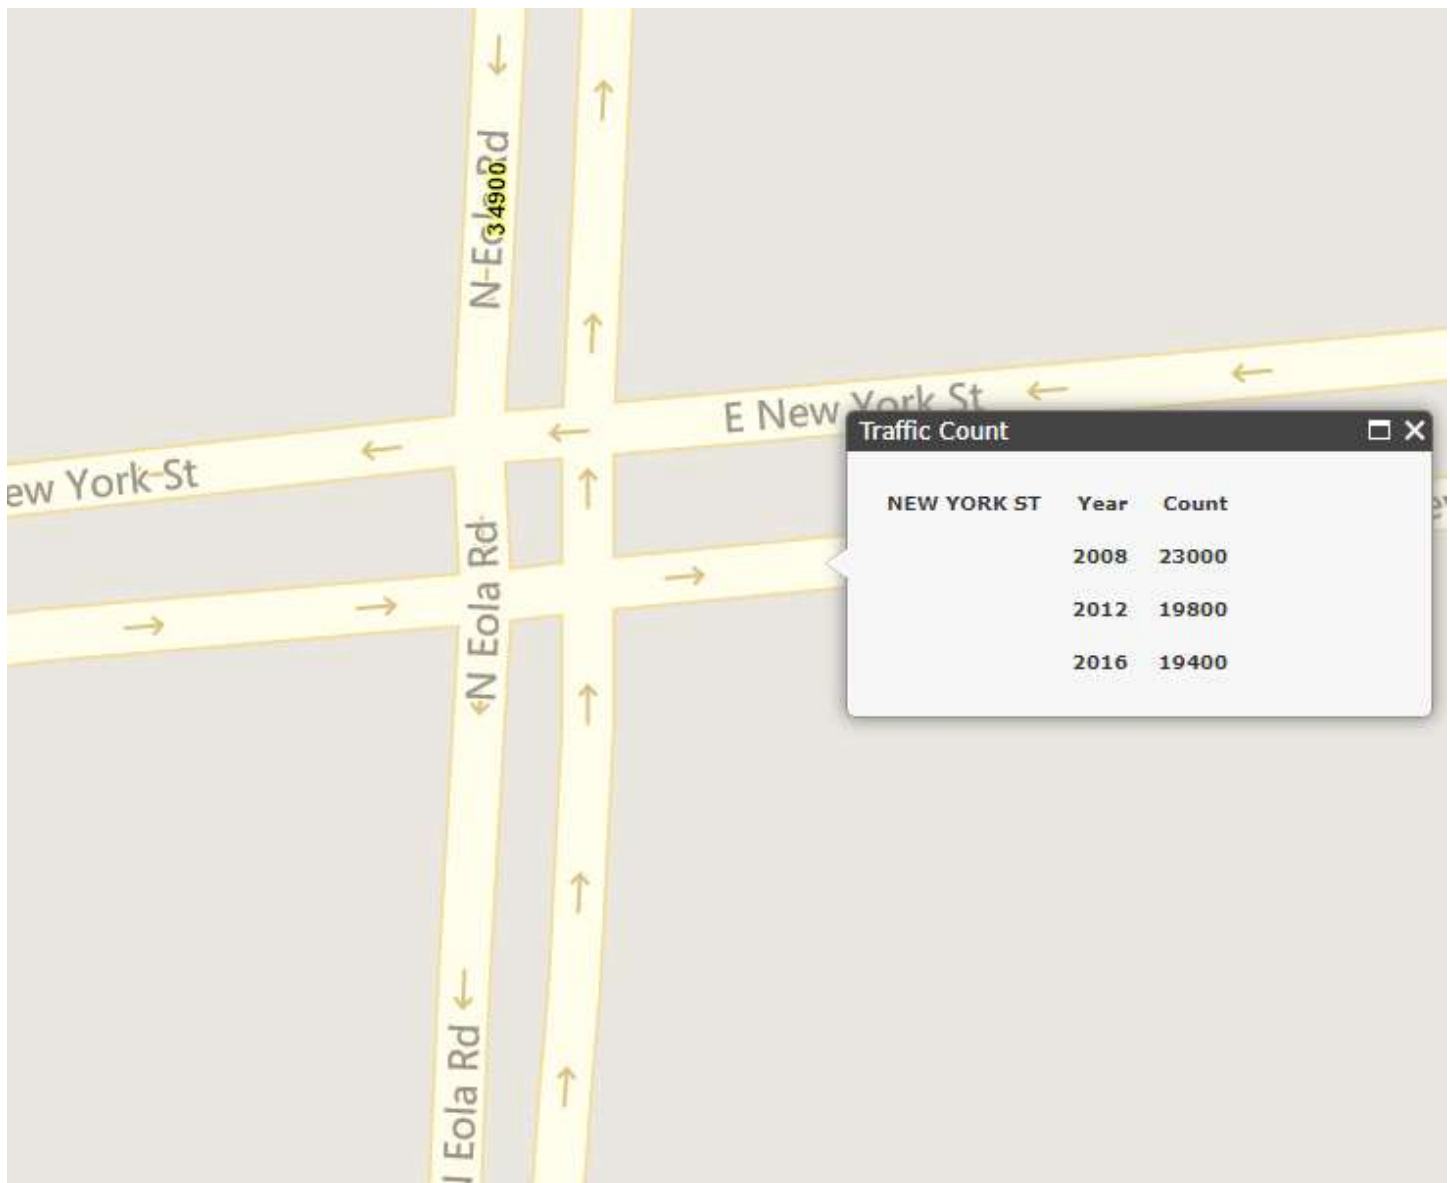 N Eola Rd
34900
E New York St
ew York St
Traffic Count
NEW YORK ST Year Count
2008 23000
2012 19800
2016 19400
N Eola Rd
Eola Rd